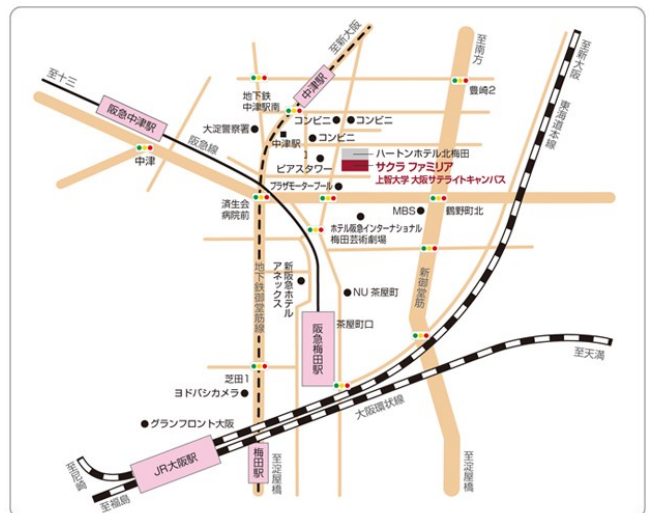 至新大阪
至南方
至新大阪
至十三
中津駅
地下鉄
中津駅南
豊崎2
東海道本線
阪急中津駅
コンビニ
大淀警察署
コンビニ
中津駅
ハートンホテル北梅田
阪急線
中津
ピアスタワー
サクラ ファミリア
上智大学 大阪サテライトキャンパス
プラザモータープール
済生会
病院前
MBS
鶴野町北
ホテル阪急インターナショナル
梅田芸術劇場
地下鉄御堂筋線
新阪急ホテル
アネックス
新御堂筋
NU 茶屋町
阪急梅田駅
茶屋町口
至天満
芝田1
ヨドバシカメラ
大阪環状線
グランフロント大阪
JR大阪駅
梅田駅
至尼崎
至福島
至淀屋橋
至淀屋橋